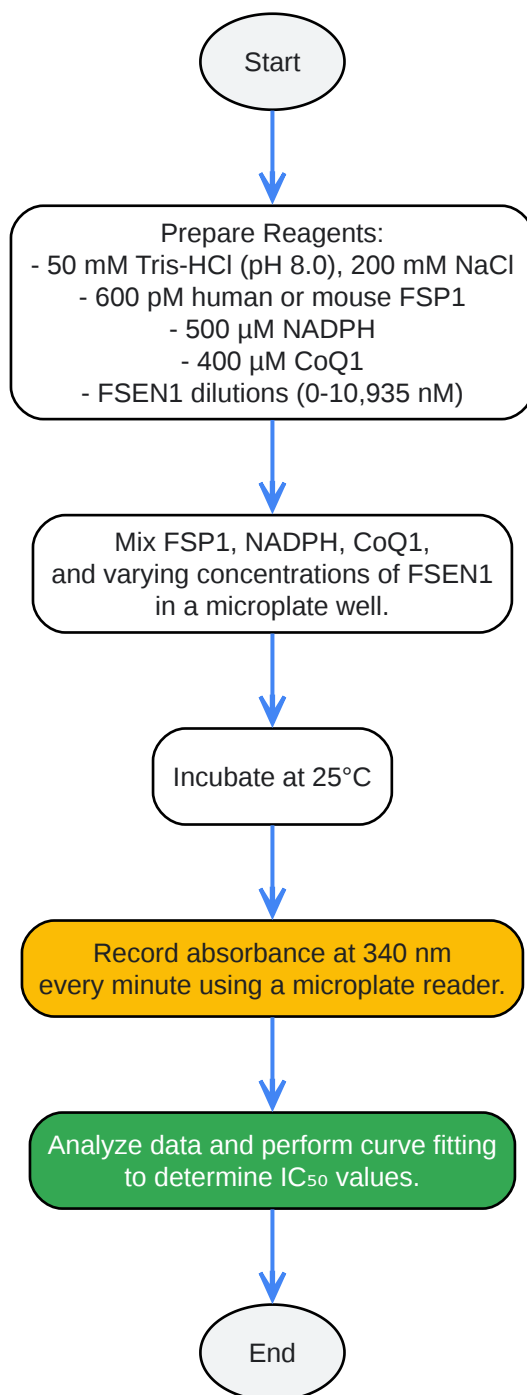 Start
Prepare Reagents:
- 50 mM Tris-HCl (pH 8.0), 200 mM NaCl
- 600 pM human or mouse FSP1
- 500 µM NADPH
- 400 µM CoQ1
- FSEN1 dilutions (0-10,935 nM)
Mix FSP1, NADPH, CoQ1,
and varying concentrations of FSEN1
in a microplate well.
Incubate at 25°C
Record absorbance at 340 nm
every minute using a microplate reader.
Analyze data and perform curve fitting
to determine IC₅₀ values.
End